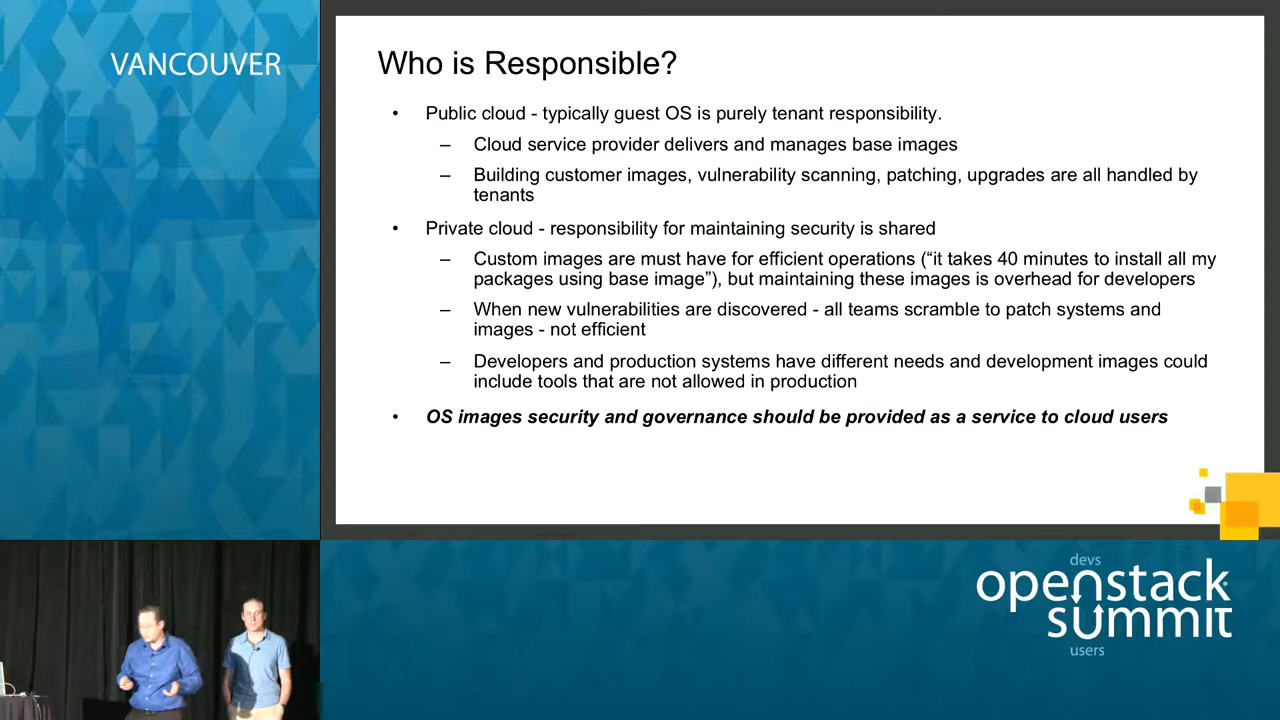 VANCOUVER
Who is Responsible?
• Public cloud - typically guest OS is purely tenant responsibility.
– Cloud service provider delivers and manages base images
– Building customer images, vulnerability scanning, patching, upgrades are all handled by
tenants
• Private cloud - responsibility for maintaining security is shared
– Custom images are must have for efficient operations (“it takes 40 minutes to install all my
packages using base image”), but maintaining these images is overhead for developers
– When new vulnerabilities are discovered - all teams scramble to patch systems and
images - not efficient
– Developers and production systems have different needs and development images could
include tools that are not allowed in production
• OS images security and governance should be provided as a service to cloud users
devs
openstack
summit
users